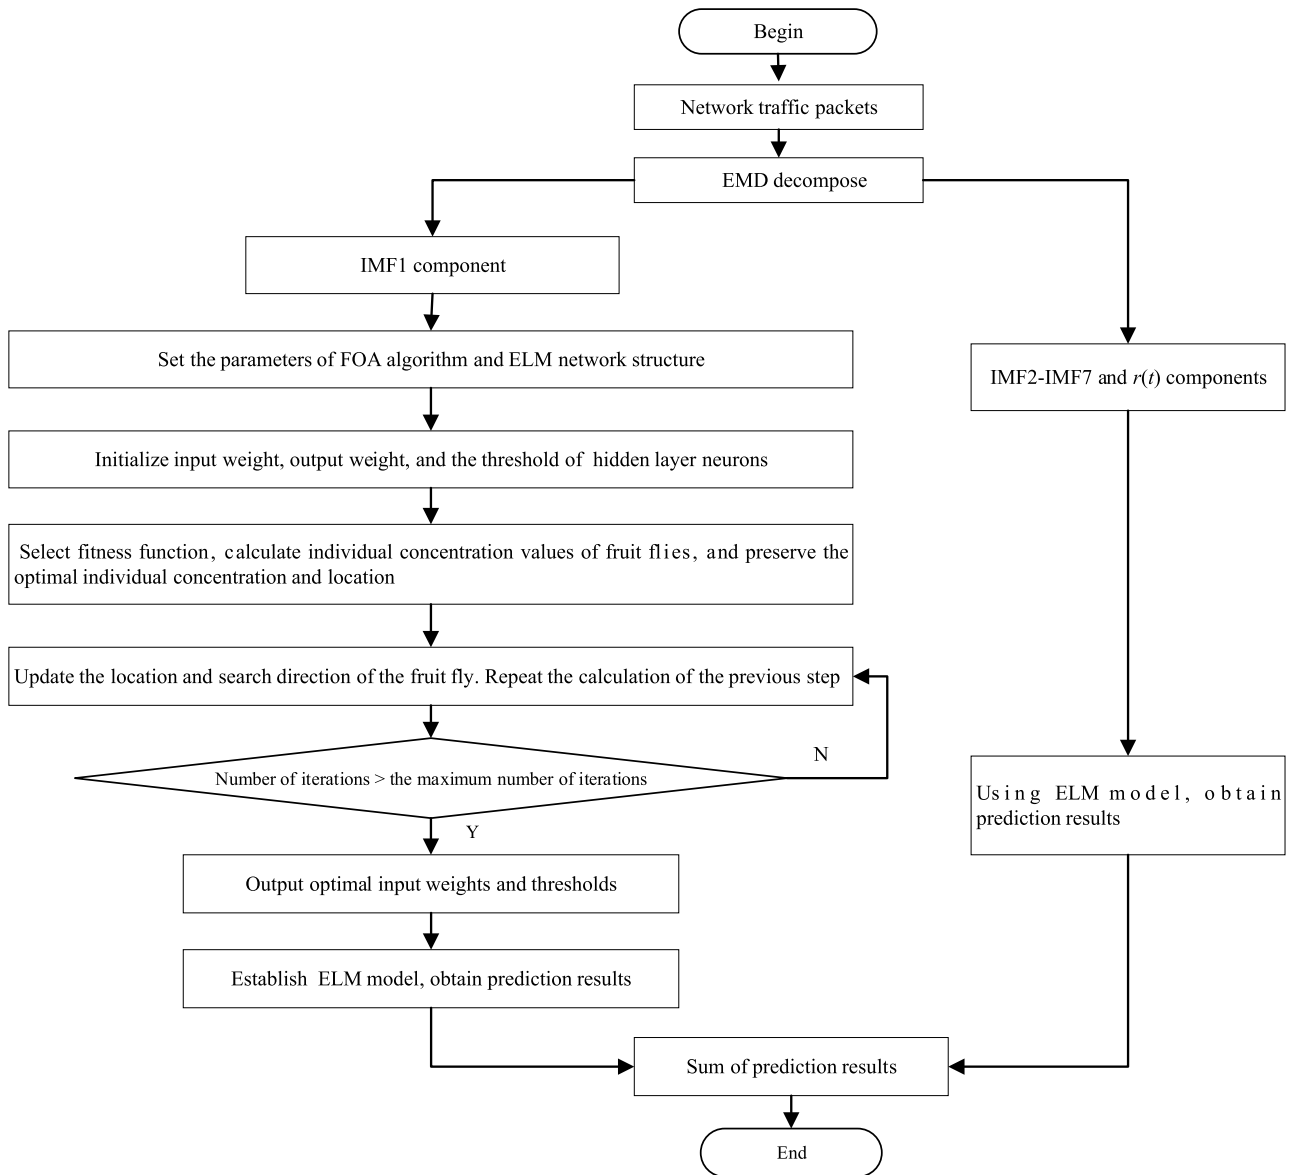 Begin
Network traffic packets
EMD decompose
IMF1 component
Set the parameters of FOA algorithm and ELM network structure
IMF2-IMF7 and r(t) components
Initialize input weight, output weight, and the threshold of hidden layer neurons
Select fitness function, calculate individual concentration values of fruit flies, and preserve the
optimal individual concentration and location
Update the location and search direction of the fruit fly. Repeat the calculation of the previous step
N
Number of iterations > the maximum number of iterations
Y
Using ELM model, obtain
prediction results
Output optimal input weights and thresholds
Establish ELM model, obtain prediction results
Sum of prediction results
End